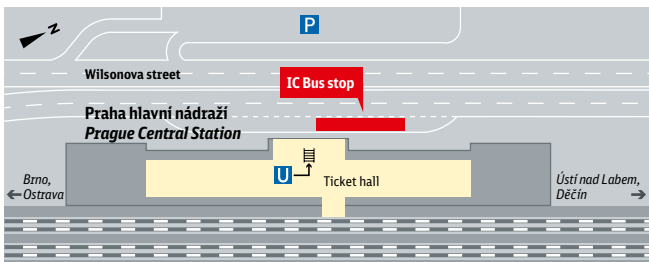 N
P
Wilsonova street
IC Bus stop
Praha hlavní nádraží
Prague Central Station
U
Ticket hall
Brno,
←Ostrava
Ústí nad Labem,
Děčín →